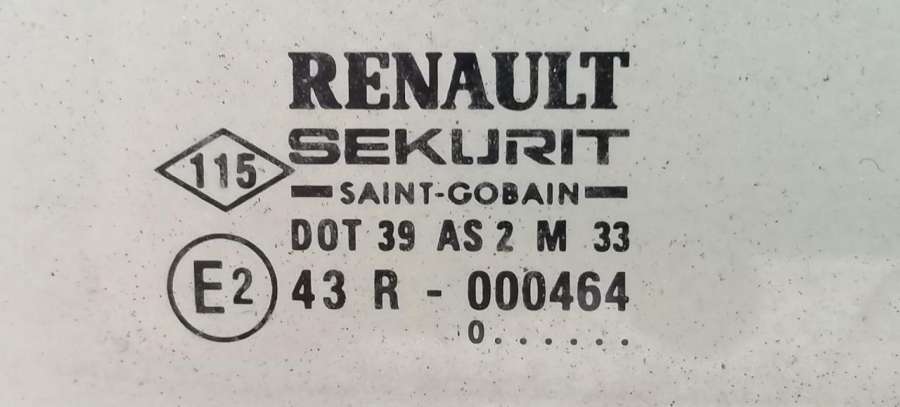 RENAULT
SEKURIT
115
SAINT-GOBAIN
DOT 39 AS 2 M 33
E2 43 R - 000464
0......